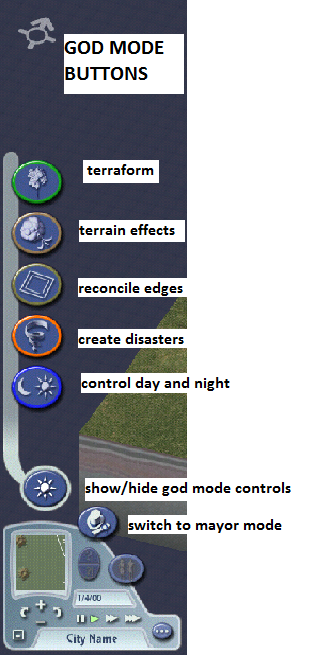 GOD MODE
BUTTONS
terraform
terrain effects
reconcile edges
create disasters
control day and night
show/hide god mode controls
switch to mayor mode
1/4/00
City Name